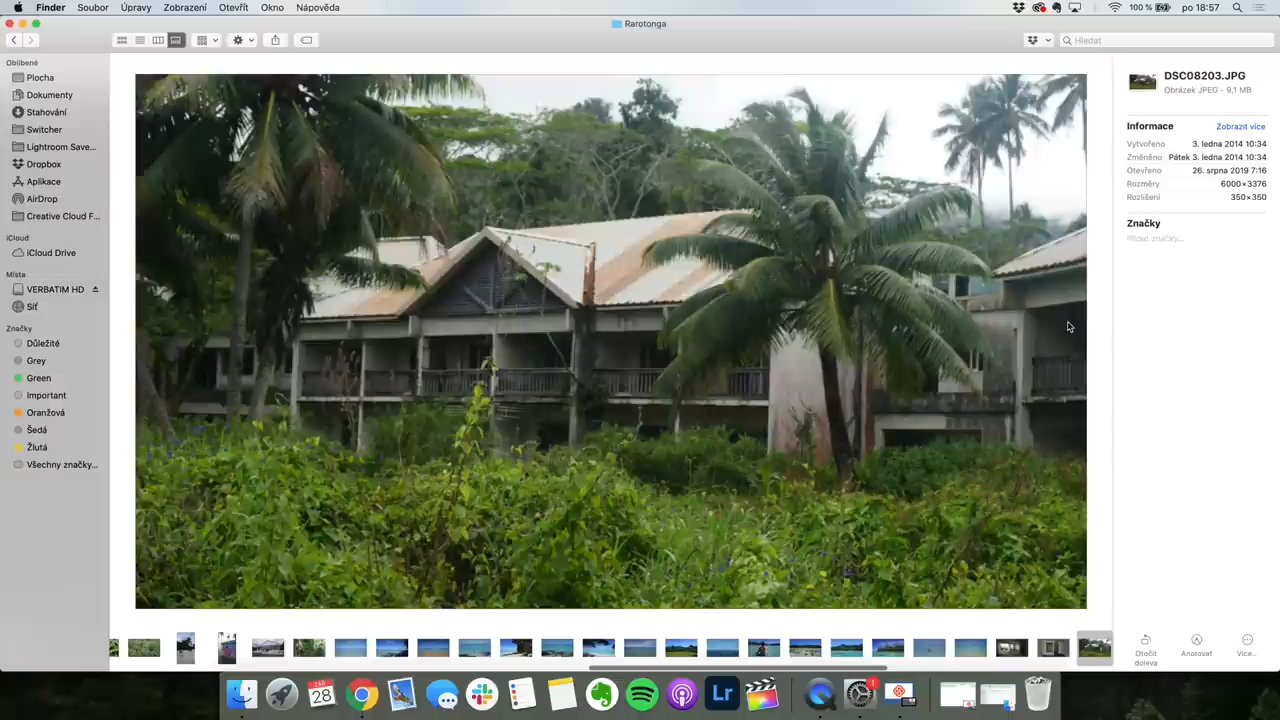 Finder Soubor Úpravy Zobrazení Otevřít Okno Nápověda 100 % po 18:57
Rarotonga
Hledat
Oblíbené
Plocha
Dokumenty
Stahování
Switcher
Lightroom Save...
Dropbox
Aplikace
AirDrop
Creative Cloud F...
iCloud
iCloud Drive
Místa
VERBATIM HD
Síť
Značky
Důležité
Grey
Green
Important
Oranžová
Šedá
Žlutá
Všechny značky...
DSC08203.JPG
Obrázek JPEG - 9,1 MB
Informace Zobrazit více
Vytvořeno 3. ledna 2014 10:34
Změněno Pátek 3. ledna 2014 10:34
Otevřeno 26. srpna 2019 7:16
Rozměry 6000×3376
Rozlišení 350×350
Značky
Přidat značky...
Otočit doleva
Anotovat
Více...
ZÁŘ
28
1
Lr